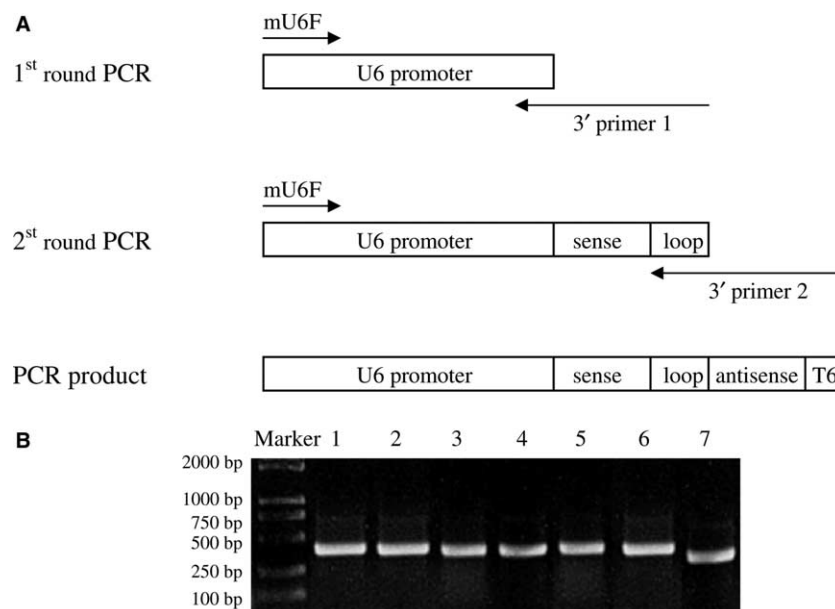 A
mU6F
1st round PCR
U6 promoter
3′ primer 1
mU6F
2st round PCR
U6 promoter sense loop
3′ primer 2
PCR product
U6 promoter sense loop antisense T6
B
Marker 1 2 3 4 5 6 7
2000 bp
1000 bp
750 bp
500 bp
250 bp
100 bp